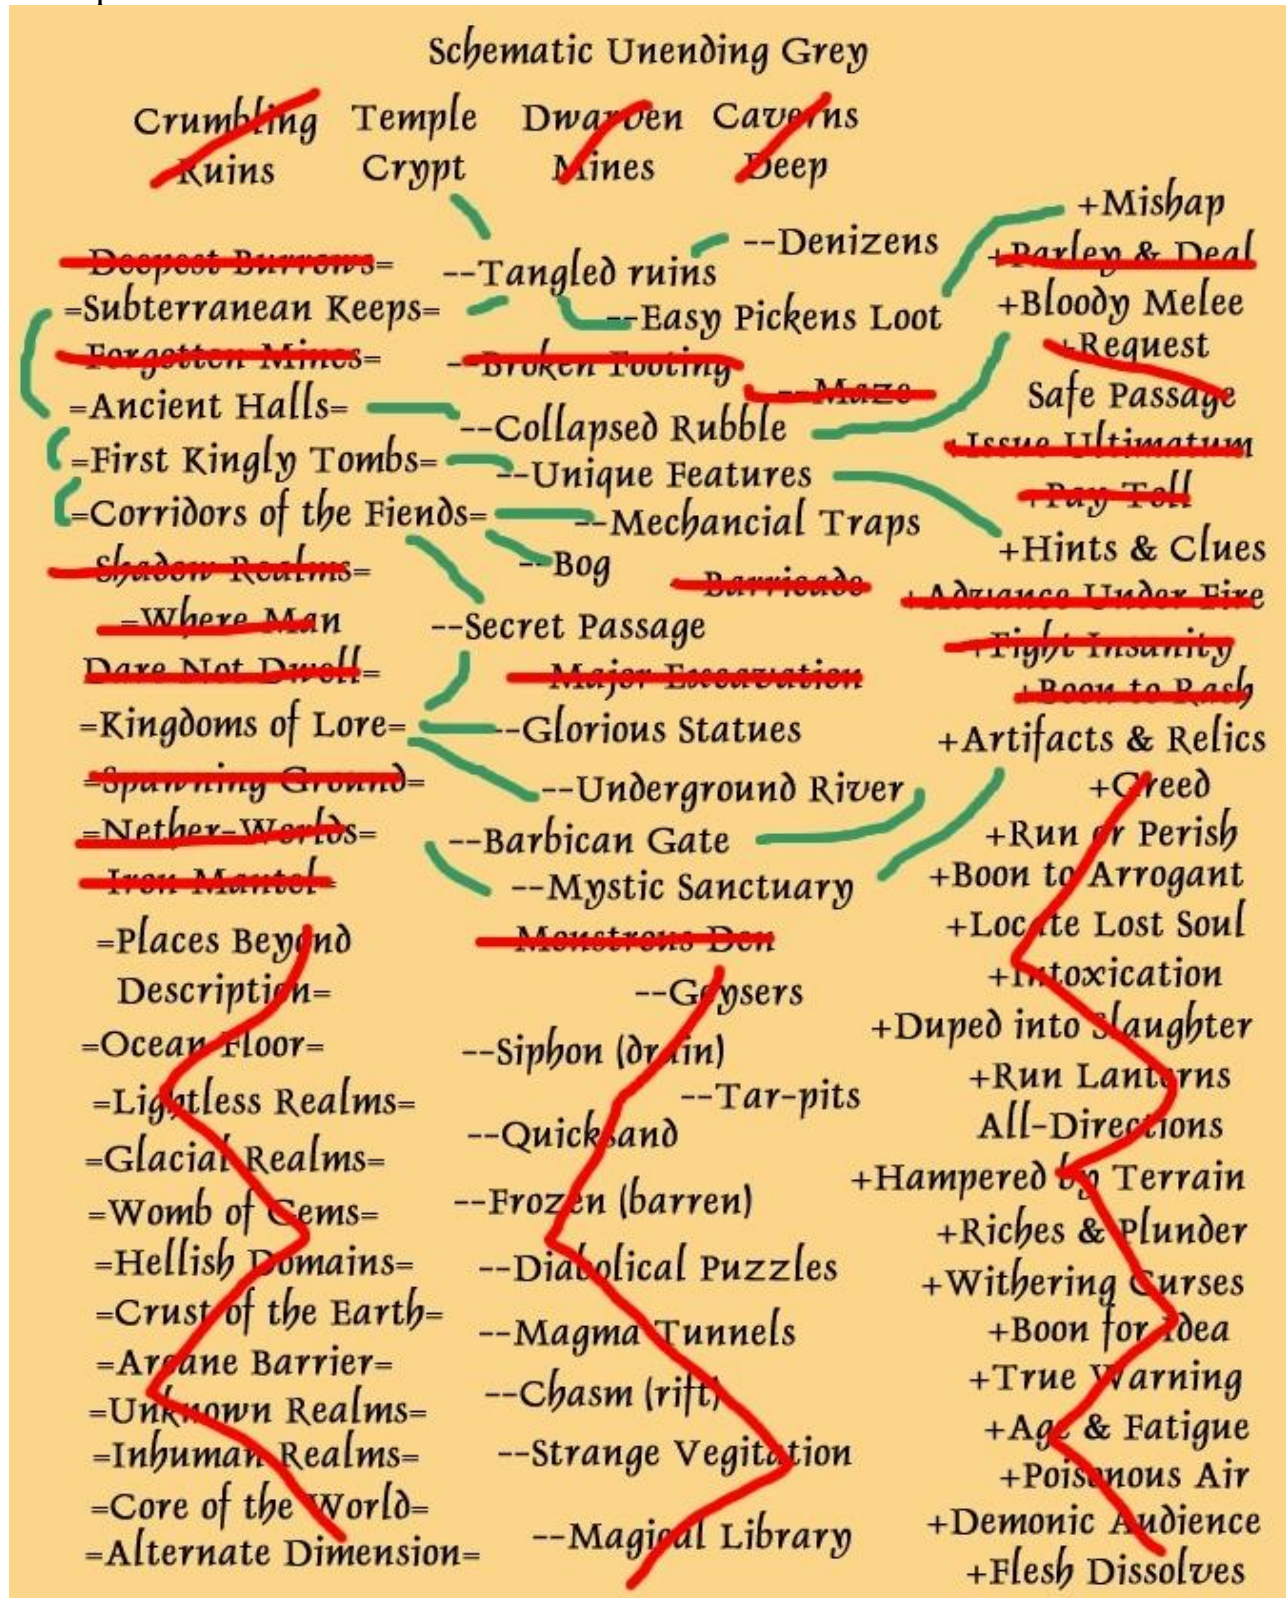 Schematic Unending Grey
Crumbling Temple Dwarven Caverns
Ruins Crypt Mines Deep
+Mishap
--Denizens
+Parley & Deal
=Deepest Burrows=
--Tangled ruins
=Subterranean Keeps=
--Easy Pickens Loot
+Bloody Melee
=Forgotten Mines=
--Broken Footing
+Request
Safe Passage
--Maze
=Ancient Halls=
--Collapsed Rubble
+Issue Ultimatum
=First Kingly Tombs=
--Unique Features
+Pay Toll
=Corridors of the Fiends=
--Mechancial Traps
+Hints & Clues
=Shadow Realms=
--Bog
--Barricade
+Advance Under Fire
=Where Man
Dare Not Dwell=
--Secret Passage
+Fight Insanity
--Major Excavation
+Boon to Rash
=Kingdoms of Lore=
--Glorious Statues
+Artifacts & Relics
=Spawning Ground=
--Underground River
+Greed
=Nether-Worlds=
--Barbican Gate
+Run or Perish
=Iron Mantel=
--Mystic Sanctuary
+Boon to Arrogant
=Places Beyond
Description=
--Monstrous Den
+Locate Lost Soul
--Geysers
+Intoxication
=Ocean Floor=
--Siphon (drain)
+Duped into Slaughter
=Lightless Realms=
--Tar-pits
+Run Lanterns
All-Directions
--Quicksand
=Glacial Realms=
+Hampered by Terrain
=Womb of Gems=
--Frozen (barren)
+Riches & Plunder
=Hellish Domains=
--Diabolical Puzzles
+Withering Curses
=Crust of the Earth=
--Magma Tunnels
+Boon for Idea
=Arcane Barrier=
--Chasm (rift)
+True Warning
=Unknown Realms=
+Age & Fatigue
=Inhuman Realms=
--Strange Vegitation
+Poisonous Air
=Core of the World=
--Magical Library
+Demonic Audience
=Alternate Dimension=
+Flesh Dissolves